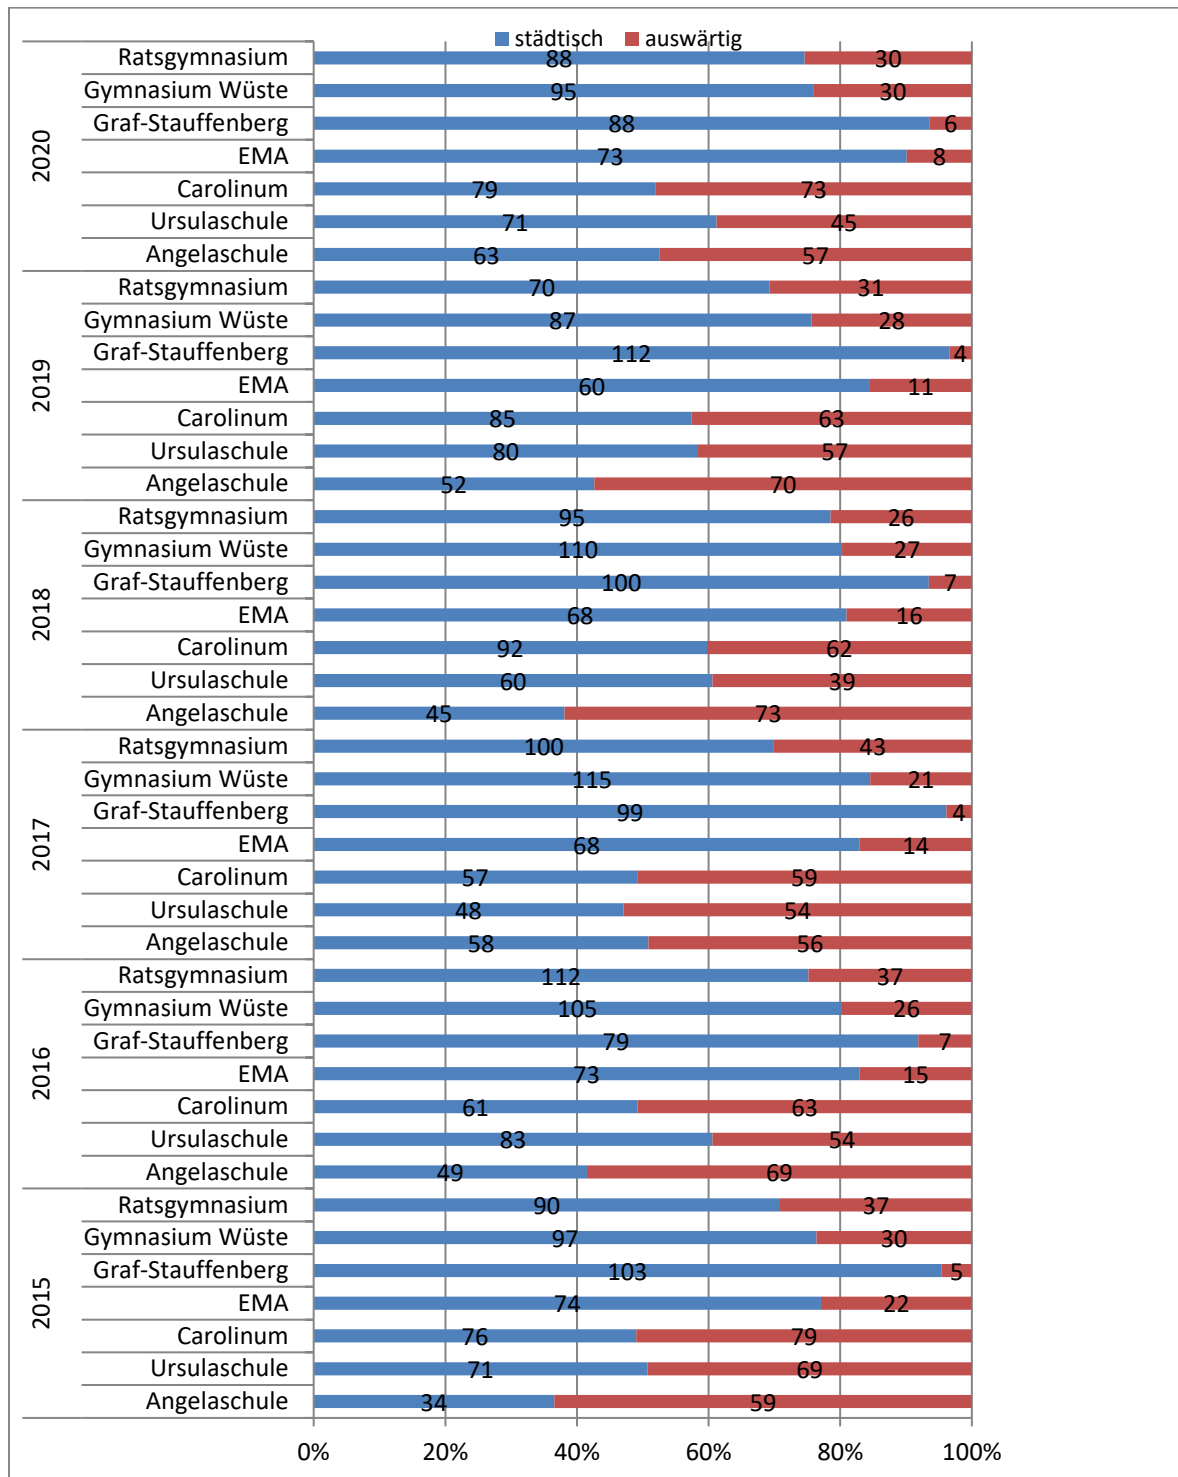 städtisch auswärtig
2020
Ratsgymnasium 88 30
Gymnasium Wüste 95 30
Graf-Stauffenberg 88 6
EMA 73 8
Carolinum 79 73
Ursulaschule 71 45
Angelaschule 63 57
2019
Ratsgymnasium 70 31
Gymnasium Wüste 87 28
Graf-Stauffenberg 112 4
EMA 60 11
Carolinum 85 63
Ursulaschule 80 57
Angelaschule 52 70
2018
Ratsgymnasium 95 26
Gymnasium Wüste 110 27
Graf-Stauffenberg 100 7
EMA 68 16
Carolinum 92 62
Ursulaschule 60 39
Angelaschule 45 73
2017
Ratsgymnasium 100 43
Gymnasium Wüste 115 21
Graf-Stauffenberg 99 4
EMA 68 14
Carolinum 57 59
Ursulaschule 48 54
Angelaschule 58 56
2016
Ratsgymnasium 112 37
Gymnasium Wüste 105 26
Graf-Stauffenberg 79 7
EMA 73 15
Carolinum 61 63
Ursulaschule 83 54
Angelaschule 49 69
2015
Ratsgymnasium 90 37
Gymnasium Wüste 97 30
Graf-Stauffenberg 103 5
EMA 74 22
Carolinum 76 79
Ursulaschule 71 69
Angelaschule 34 59
0% 20% 40% 60% 80% 100%